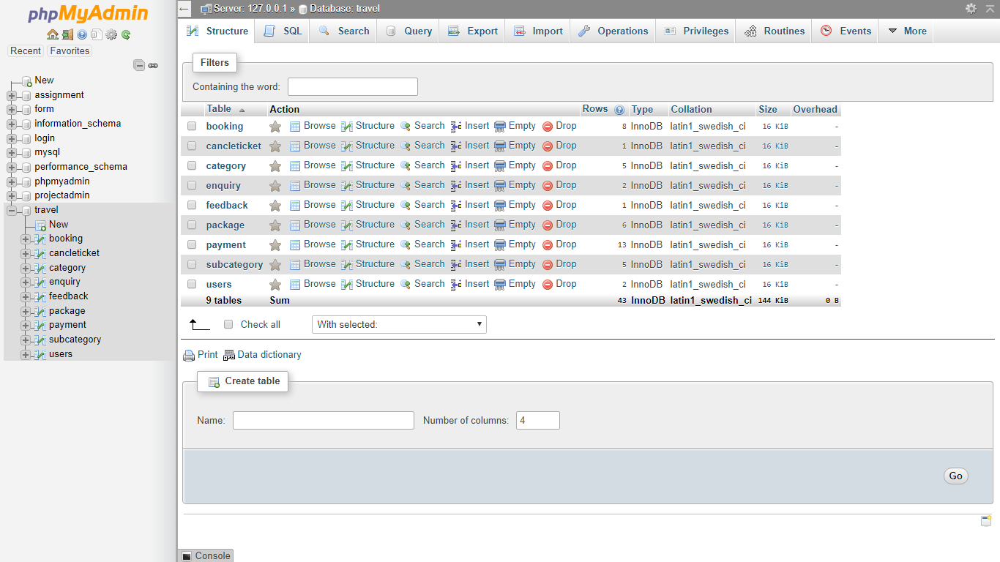 phpMyAdmin
Recent Favorites
New
assignment
form
information_schema
login
mysql
performance_schema
phpmyadmin
projectadmin
travel
New
booking
cancleticket
category
enquiry
feedback
package
payment
subcategory
users
Server: 127.0.0.1 » Database: travel
Structure SQL Search Query Export Import Operations Privileges Routines Events More
Filters
Containing the word:
Table Action Rows Type Collation Size Overhead
booking Browse Structure Search Insert Empty Drop 8 InnoDB latin1_swedish_ci 16 KiB -
cancleticket Browse Structure Search Insert Empty Drop 1 InnoDB latin1_swedish_ci 16 KiB -
category Browse Structure Search Insert Empty Drop 5 InnoDB latin1_swedish_ci 16 KiB -
enquiry Browse Structure Search Insert Empty Drop 2 InnoDB latin1_swedish_ci 16 KiB -
feedback Browse Structure Search Insert Empty Drop 1 InnoDB latin1_swedish_ci 16 KiB -
package Browse Structure Search Insert Empty Drop 6 InnoDB latin1_swedish_ci 16 KiB -
payment Browse Structure Search Insert Empty Drop 13 InnoDB latin1_swedish_ci 16 KiB -
subcategory Browse Structure Search Insert Empty Drop 5 InnoDB latin1_swedish_ci 16 KiB -
users Browse Structure Search Insert Empty Drop 2 InnoDB latin1_swedish_ci 16 KiB -
9 tables Sum 43 InnoDB latin1_swedish_ci 144 KiB 0 B
Check all With selected:
Print Data dictionary
Create table
Name: Number of columns: 4
Go
Console